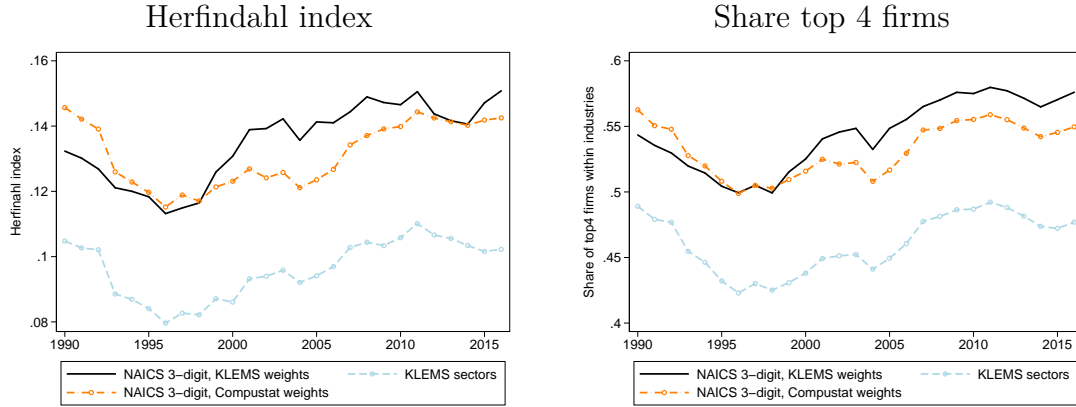 Herfindahl index
Herfindahl index
.16
.14
.12
.1
.08
1990 1995 2000 2005 2010 2015
NAICS 3−digit, KLEMS weights KLEMS sectors
NAICS 3−digit, Compustat weights
Share top 4 firms
Share of top4 firms within industries
.6
.55
.5
.45
.4
1990 1995 2000 2005 2010 2015
NAICS 3−digit, KLEMS weights KLEMS sectors
NAICS 3−digit, Compustat weights